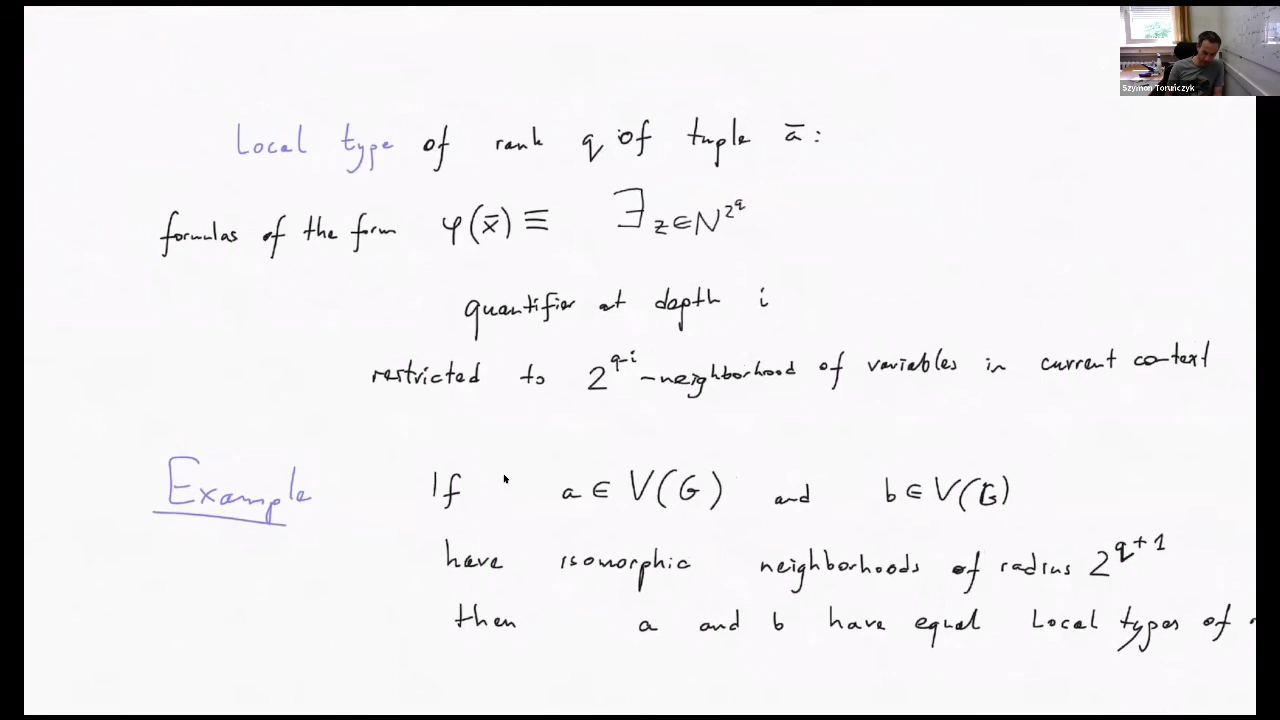 Szymon Toruńczyk
Local type of rank q of tuple a̅ :
formulas of the form φ(x̅) ≡ ∃ z∈N^{2^q}
quantifier at depth i
restricted to 2^{q-i}-neighborhood of variables in current context
Example If a ∈ V(G) and b ∈ V(G)
have isomorphic neighborhoods of radius 2^{q+1}
then a and b have equal Local types of